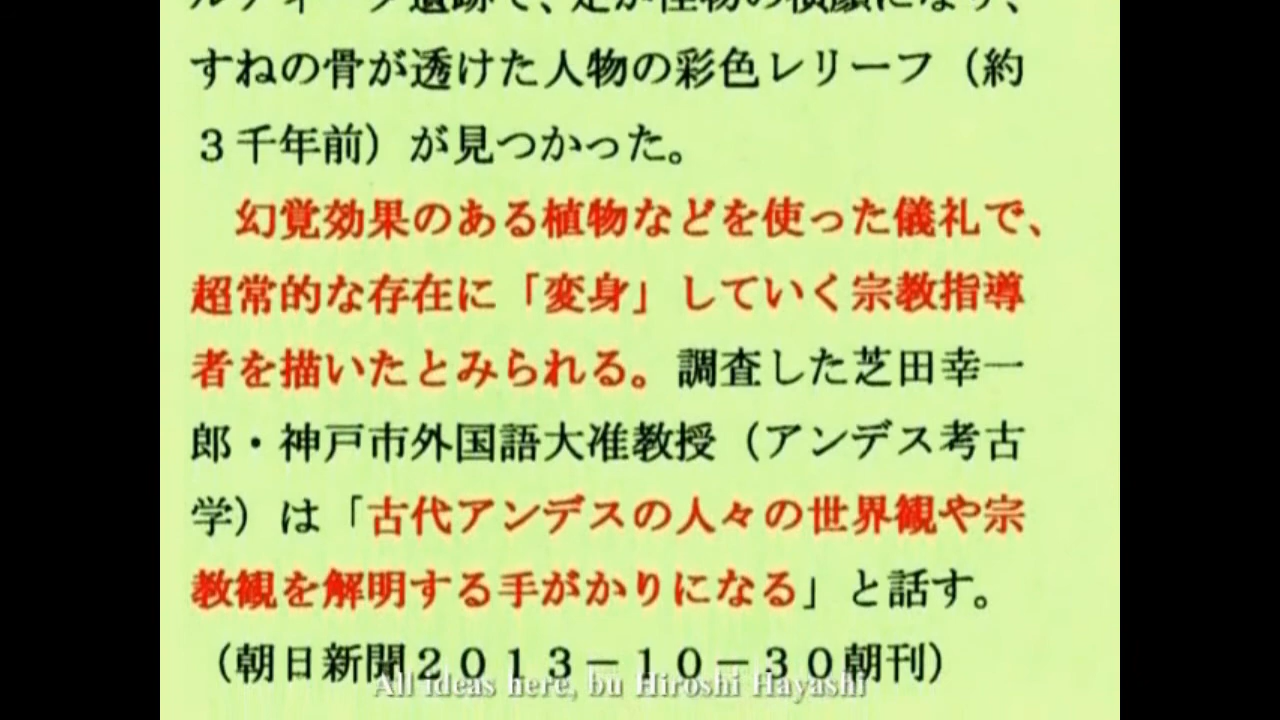 すねの骨が透けた人物の彩色レリーフ（約
３千年前）が見つかった。
幻覚効果のある植物などを使った儀礼で、
超常的な存在に「変身」していく宗教指導
者を描いたとみられる。調査した芝田幸一
郎・神戸市外国語大准教授（アンデス考古
学）は「古代アンデスの人々の世界観や宗
教観を解明する手がかりになる」と話す。
（朝日新聞２０１３－１０－３０朝刊）
All ideas here, bu Hiroshi Hayashi